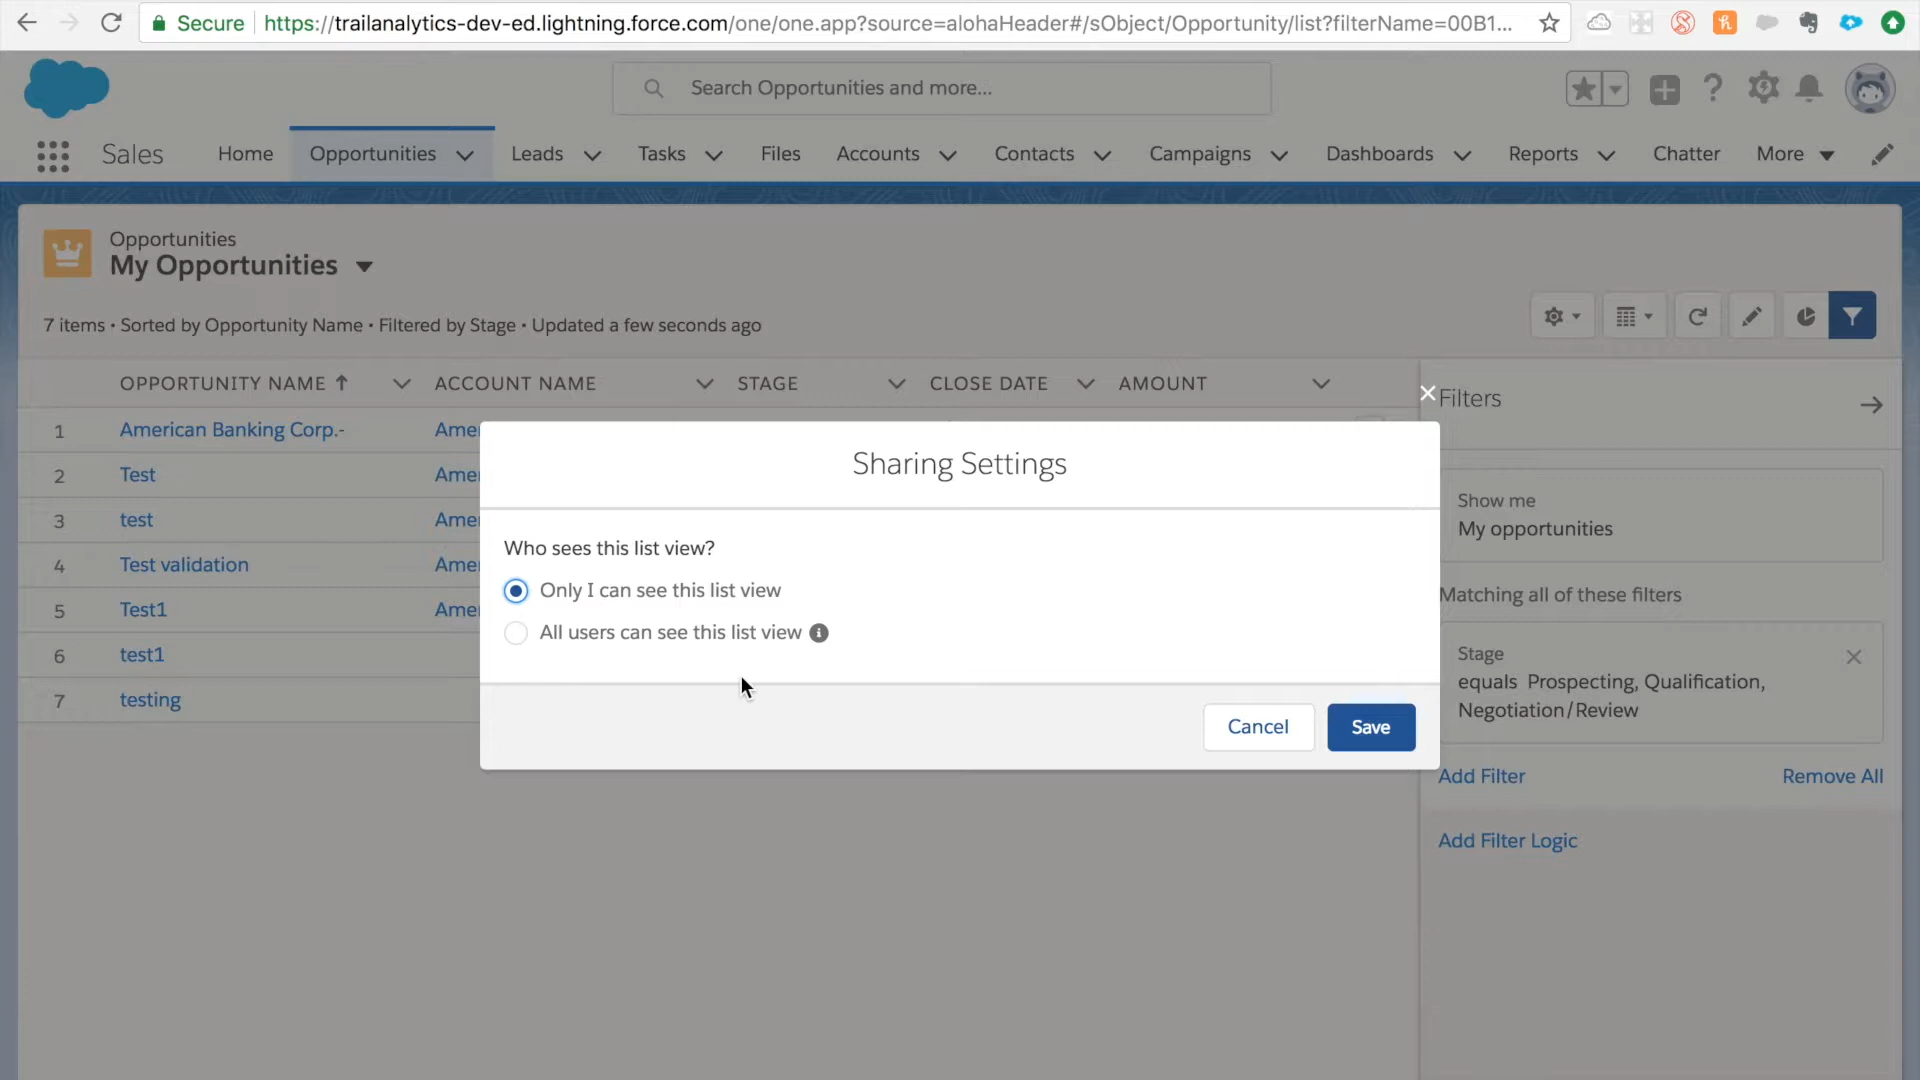 Secure https://trailanalytics-dev-ed.lightning.force.com/one/one.app?source=alohaHeader#/sObject/Opportunity/list?filterName=00B1...
Search Opportunities and more...
Sales Home Opportunities Leads Tasks Files Accounts Contacts Campaigns Dashboards Reports Chatter More
Opportunities
My Opportunities
7 items • Sorted by Opportunity Name • Filtered by Stage • Updated a few seconds ago
OPPORTUNITY NAME ACCOUNT NAME STAGE CLOSE DATE AMOUNT
1 American Banking Corp.- Ame
2 Test Ame
3 test Ame
4 Test validation Ame
5 Test1 Ame
6 test1
7 testing
Sharing Settings
Who sees this list view?
Only I can see this list view
All users can see this list view
Cancel Save
Filters
Show me
My opportunities
Matching all of these filters
Stage
equals Prospecting, Qualification,
Negotiation/Review
Add Filter Remove All
Add Filter Logic